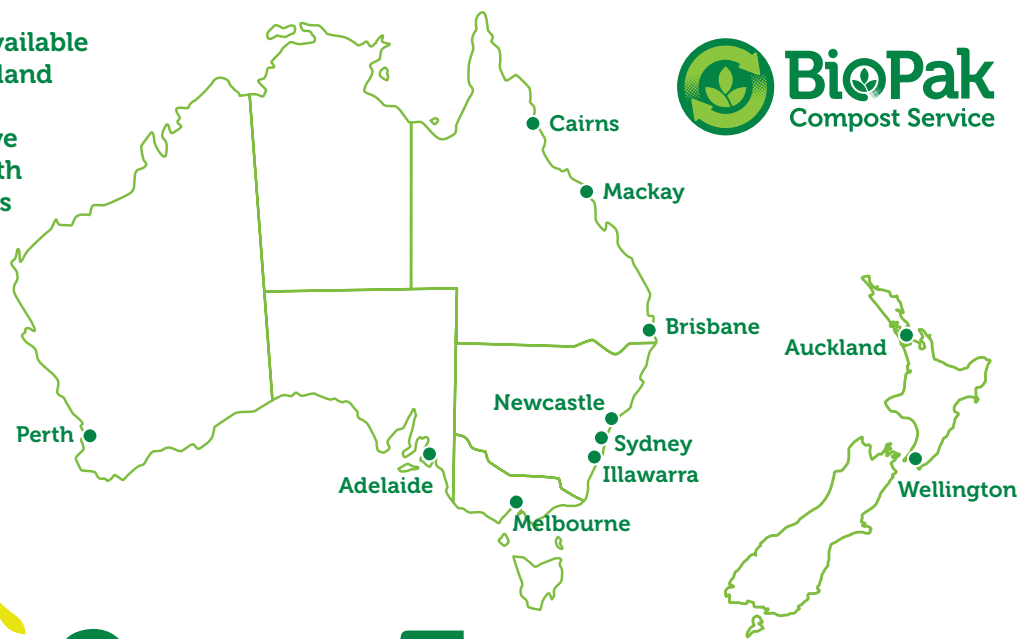 vailable
land
ve
th
s
BioPak
Compost Service
Cairns
Mackay
Brisbane
Auckland
Newcastle
Perth
Sydney
Illawarra
Adelaide
Wellington
Melbourne